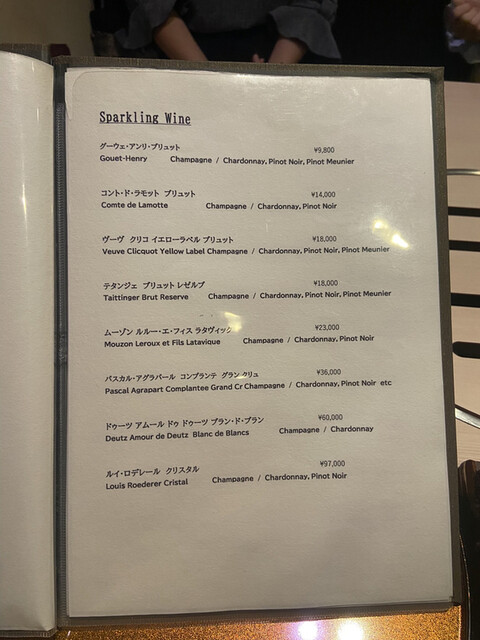 Sparkling Wine
グーウェ・アンリ・ブリュット ¥9,800
Gouet-Henry Champagne / Chardonnay, Pinot Noir, Pinot Meunier
コント・ド・ラモット ブリュット ¥14,000
Comte de Lamotte Champagne / Chardonnay, Pinot Noir
ヴーヴ クリコ イエローラベル ブリュット ¥18,000
Veuve Clicquot Yellow Label Champagne / Chardonnay, Pinot Noir, Pinot Meunier
テタンジェ ブリュット レゼルブ ¥18,000
Taittinger Brut Reserve Champagne / Chardonnay, Pinot Noir, Pinot Meunier
ムーゾン ルルー・エ・フィス ラタヴィック ¥23,000
Mouzon Leroux et Fils Latavique Champagne / Chardonnay, Pinot Noir
パスカル・アグラパール コンプランテ グラン クリュ ¥36,000
Pascal Agrapart Complantee Grand Cr Champagne / Chardonnay, Pinot Noir etc
ドゥーツ アムール ドゥ ドゥーツ ブラン・ド・ブラン ¥60,000
Deutz Amour de Deutz Blanc de Blancs Champagne / Chardonnay
ルイ・ロデレール クリスタル ¥97,000
Louis Roederer Cristal Champagne / Chardonnay, Pinot Noir